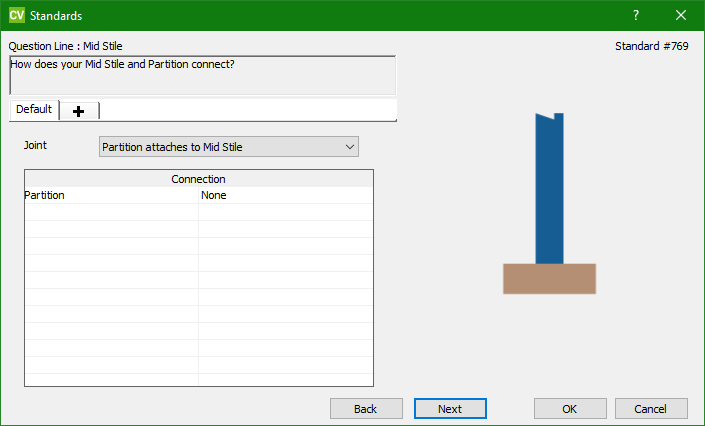 CV Standards ?
Question Line : Mid Stile
Standard #769
How does your Mid Stile and Partition connect?
Default +
Joint Partition attaches to Mid Stile
Connection
Partition None
Back Next OK Cancel